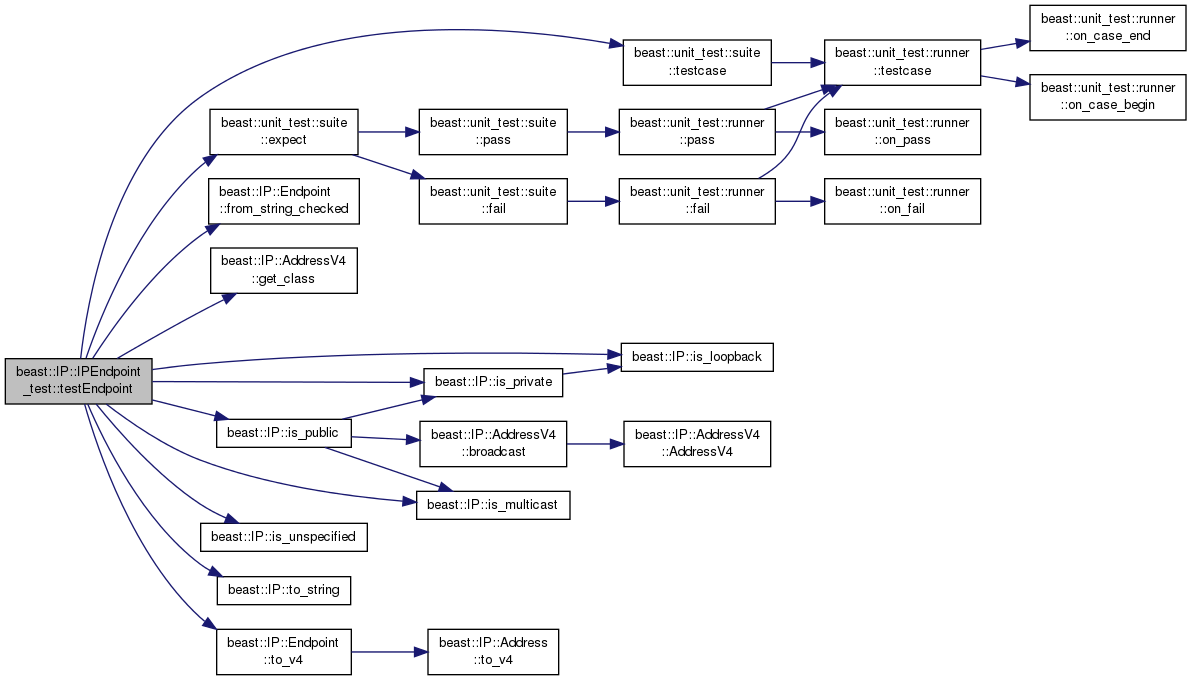 beast::unit_test::runner
::on_case_end
beast::unit_test::suite
::testcase
beast::unit_test::runner
::testcase
beast::unit_test::runner
::on_case_begin
beast::unit_test::suite
::expect
beast::unit_test::suite
::pass
beast::unit_test::runner
::pass
beast::unit_test::runner
::on_pass
beast::IP::Endpoint
::from_string_checked
beast::unit_test::suite
::fail
beast::unit_test::runner
::fail
beast::unit_test::runner
::on_fail
beast::IP::AddressV4
::get_class
beast::IP::IPEndpoint
_test::testEndpoint
beast::IP::is_loopback
beast::IP::is_private
beast::IP::is_public
beast::IP::AddressV4
::broadcast
beast::IP::AddressV4
::AddressV4
beast::IP::is_multicast
beast::IP::is_unspecified
beast::IP::to_string
beast::IP::Endpoint
::to_v4
beast::IP::Address
::to_v4